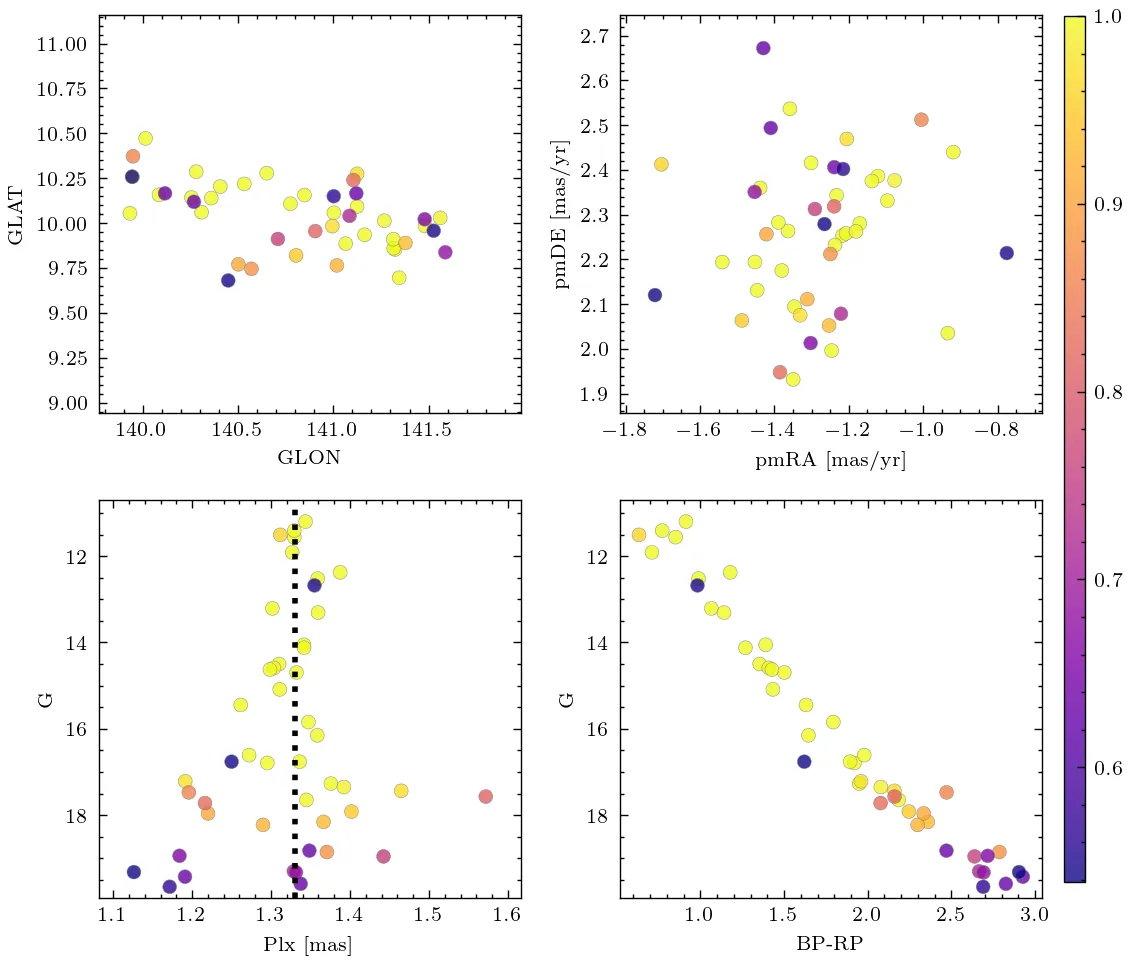 11.00
10.75
10.50
10.25
10.00
9.75
9.50
9.25
9.00
GLAT
140.0 140.5 141.0 141.5
GLON
2.7
2.6
2.5
2.4
2.3
2.2
2.1
2.0
1.9
pmDE [mas/yr]
−1.8 −1.6 −1.4 −1.2 −1.0 −0.8
pmRA [mas/yr]
1.0
0.9
0.8
0.7
0.6
12
14
16
18
G
1.1 1.2 1.3 1.4 1.5 1.6
Plx [mas]
12
14
16
18
G
1.0 1.5 2.0 2.5 3.0
BP-RP